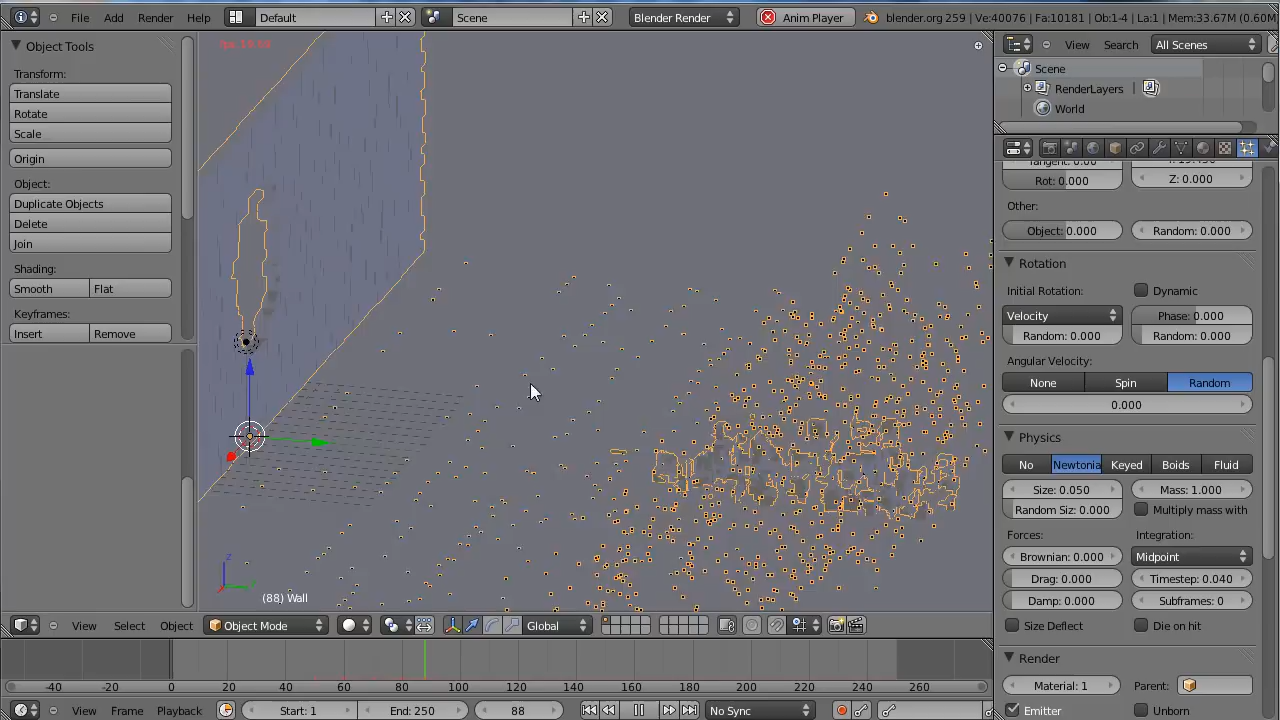 File Add Render Help Default Scene Blender Render Anim Player blender.org 259 | Ve:40076 | Fa:10181 | Ob:1-4 | La:1 | Mem:33.67M (0.60M
Object Tools
Transform:
Translate
Rotate
Scale
Origin
Object:
Duplicate Objects
Delete
Join
Shading:
Smooth Flat
Keyframes:
Insert Remove
(88) Wall
View Select Object Object Mode Global
-40 -20 0 20 40 60 80 100 120 140 160 180 200 220 240 260
View Frame Playback Start: 1 End: 250 88 No Sync
View Search All Scenes
Scene
RenderLayers |
World
Rot: 0.000 Z: 0.000
Other:
Object: 0.000 Random: 0.000
Rotation
Initial Rotation: Dynamic
Velocity Phase: 0.000
Random: 0.000 Random: 0.000
Angular Velocity:
None Spin Random
0.000
Physics
No Newtonia Keyed Boids Fluid
Size: 0.050 Mass: 1.000
Random Siz: 0.000 Multiply mass with
Forces: Integration:
Brownian: 0.000 Midpoint
Drag: 0.000 Timestep: 0.040
Damp: 0.000 Subframes: 0
Size Deflect Die on hit
Render
Material: 1 Parent:
Emitter Unborn